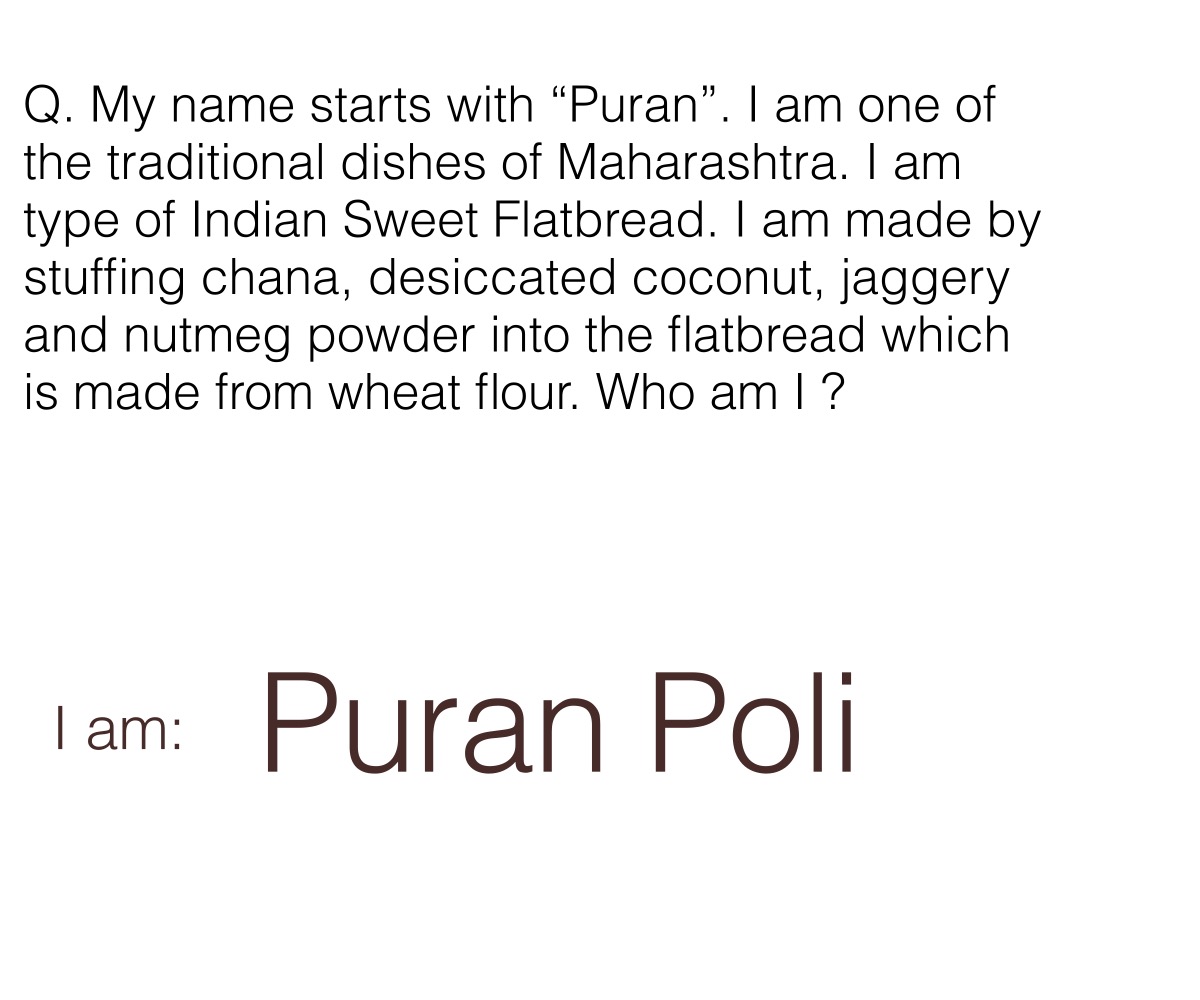 Q. My name starts with “Puran”. I am one of
the traditional dishes of Maharashtra. I am
type of Indian Sweet Flatbread. I am made by
stuffing chana, desiccated coconut, jaggery
and nutmeg powder into the flatbread which
is made from wheat flour. Who am I ?
I am: Puran Poli